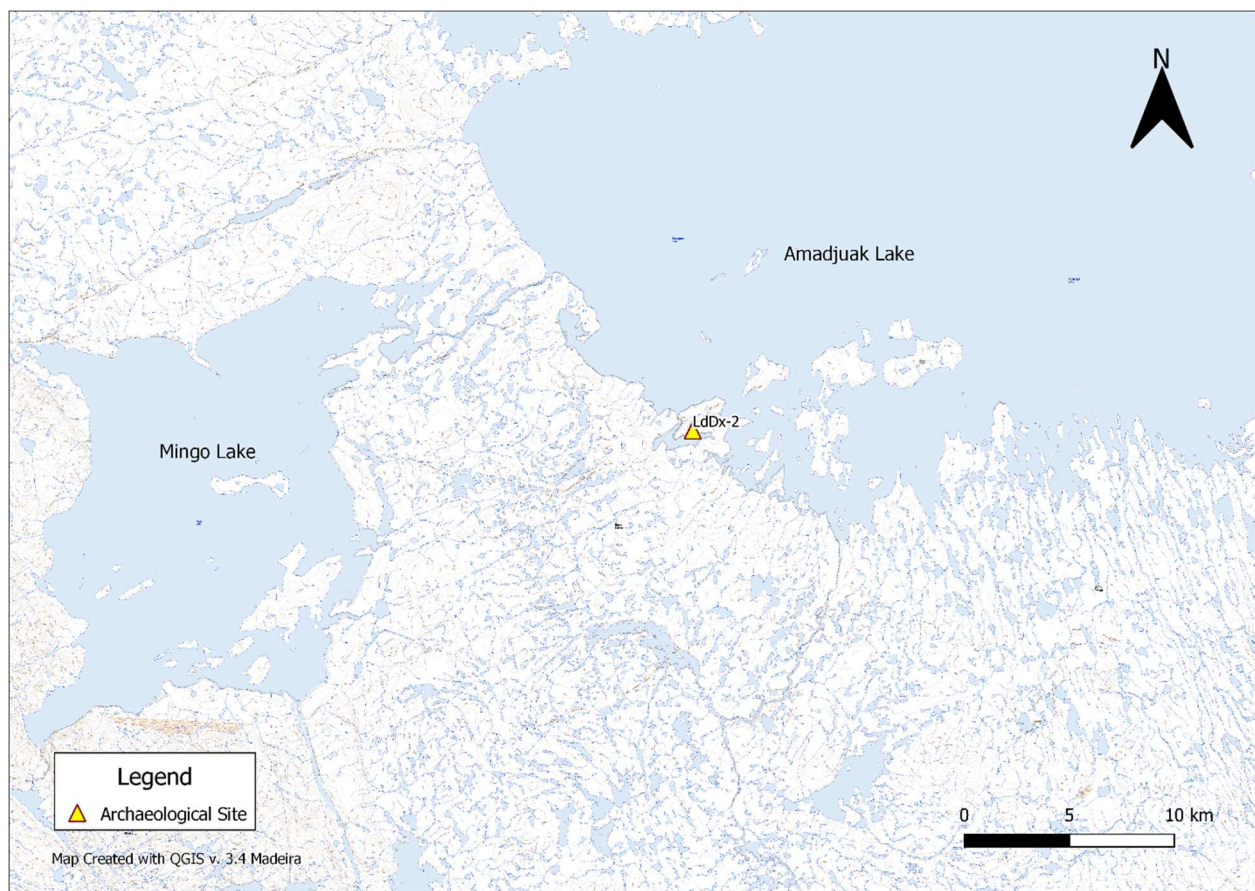 N
Amadjuak Lake
LdDx-2
Mingo Lake
Legend
Archaeological Site
0 5 10 km
Map Created with QGIS v. 3.4 Madeira